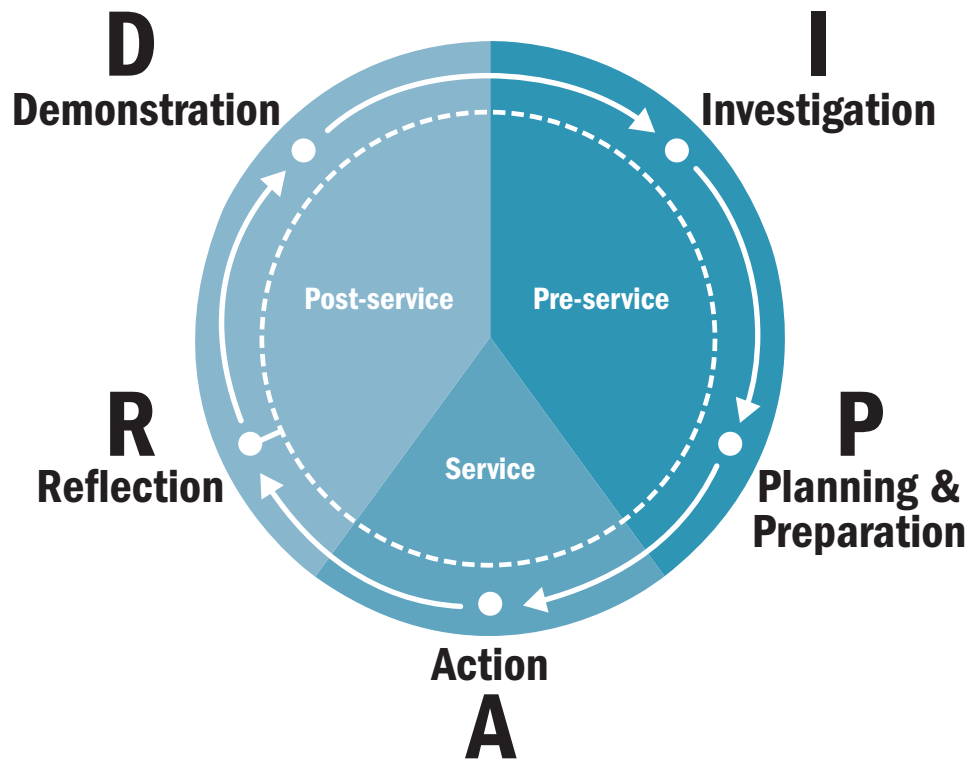 D
Demonstration
I
Investigation
Post-service
Pre-service
R
Reflection
P
Planning &
Preparation
Service
Action
A